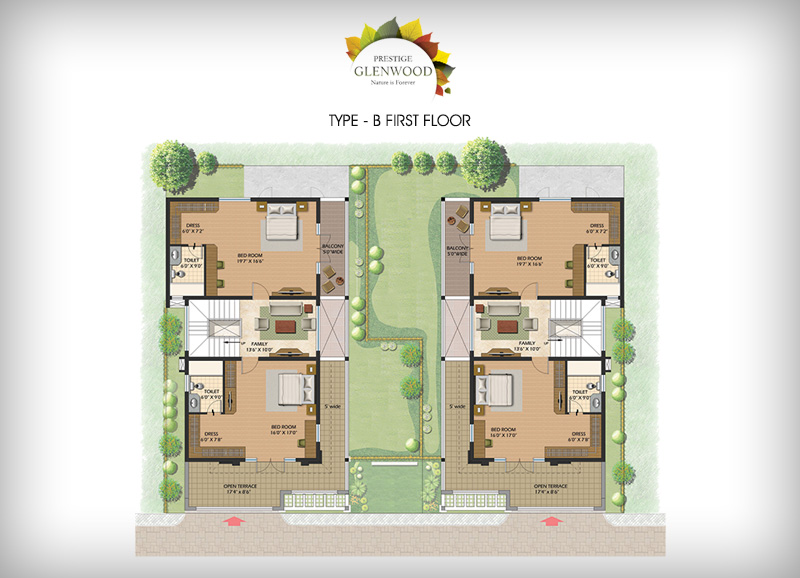 PRESTIGE
GLENWOOD
Nature is Forever
TYPE - B FIRST FLOOR
DRESS
6'0" X 7'2"
TOILET
6'0" X 9'0"
BED ROOM
19'7" X 16'6"
BALCONY
5'0"WIDE
FAMILY
13'6" X 10'0"
TOILET
6'0" X 9'0"
BED ROOM
16'0" X 17'0"
DRESS
6'0" X 7'8"
5' wide
OPEN TERRACE
17'9" x 8'6"
DRESS
6'0" X 7'2"
BALCONY
5'0"WIDE
BED ROOM
19'7" X 16'6"
TOILET
6'0" X 9'0"
FAMILY
13'6" X 10'0"
TOILET
6'0" X 9'0"
5' wide
BED ROOM
16'0" X 17'0"
DRESS
6'0" X 7'8"
OPEN TERRACE
17'9" x 8'6"